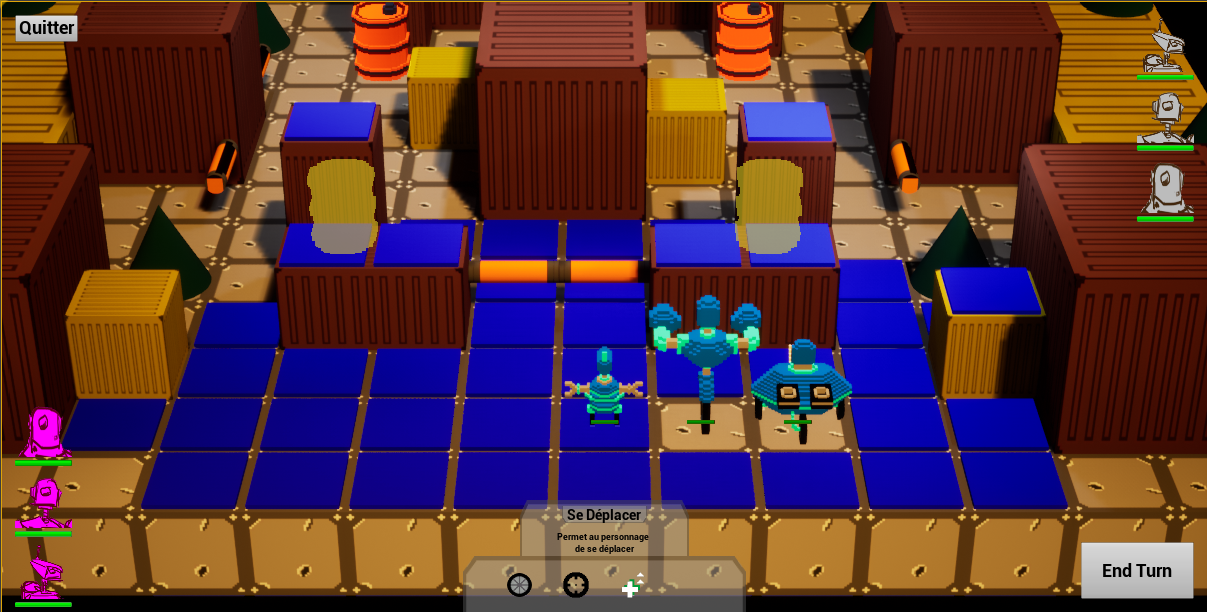 Quitter
Se Déplacer
Permet au personnage
de se déplacer
End Turn